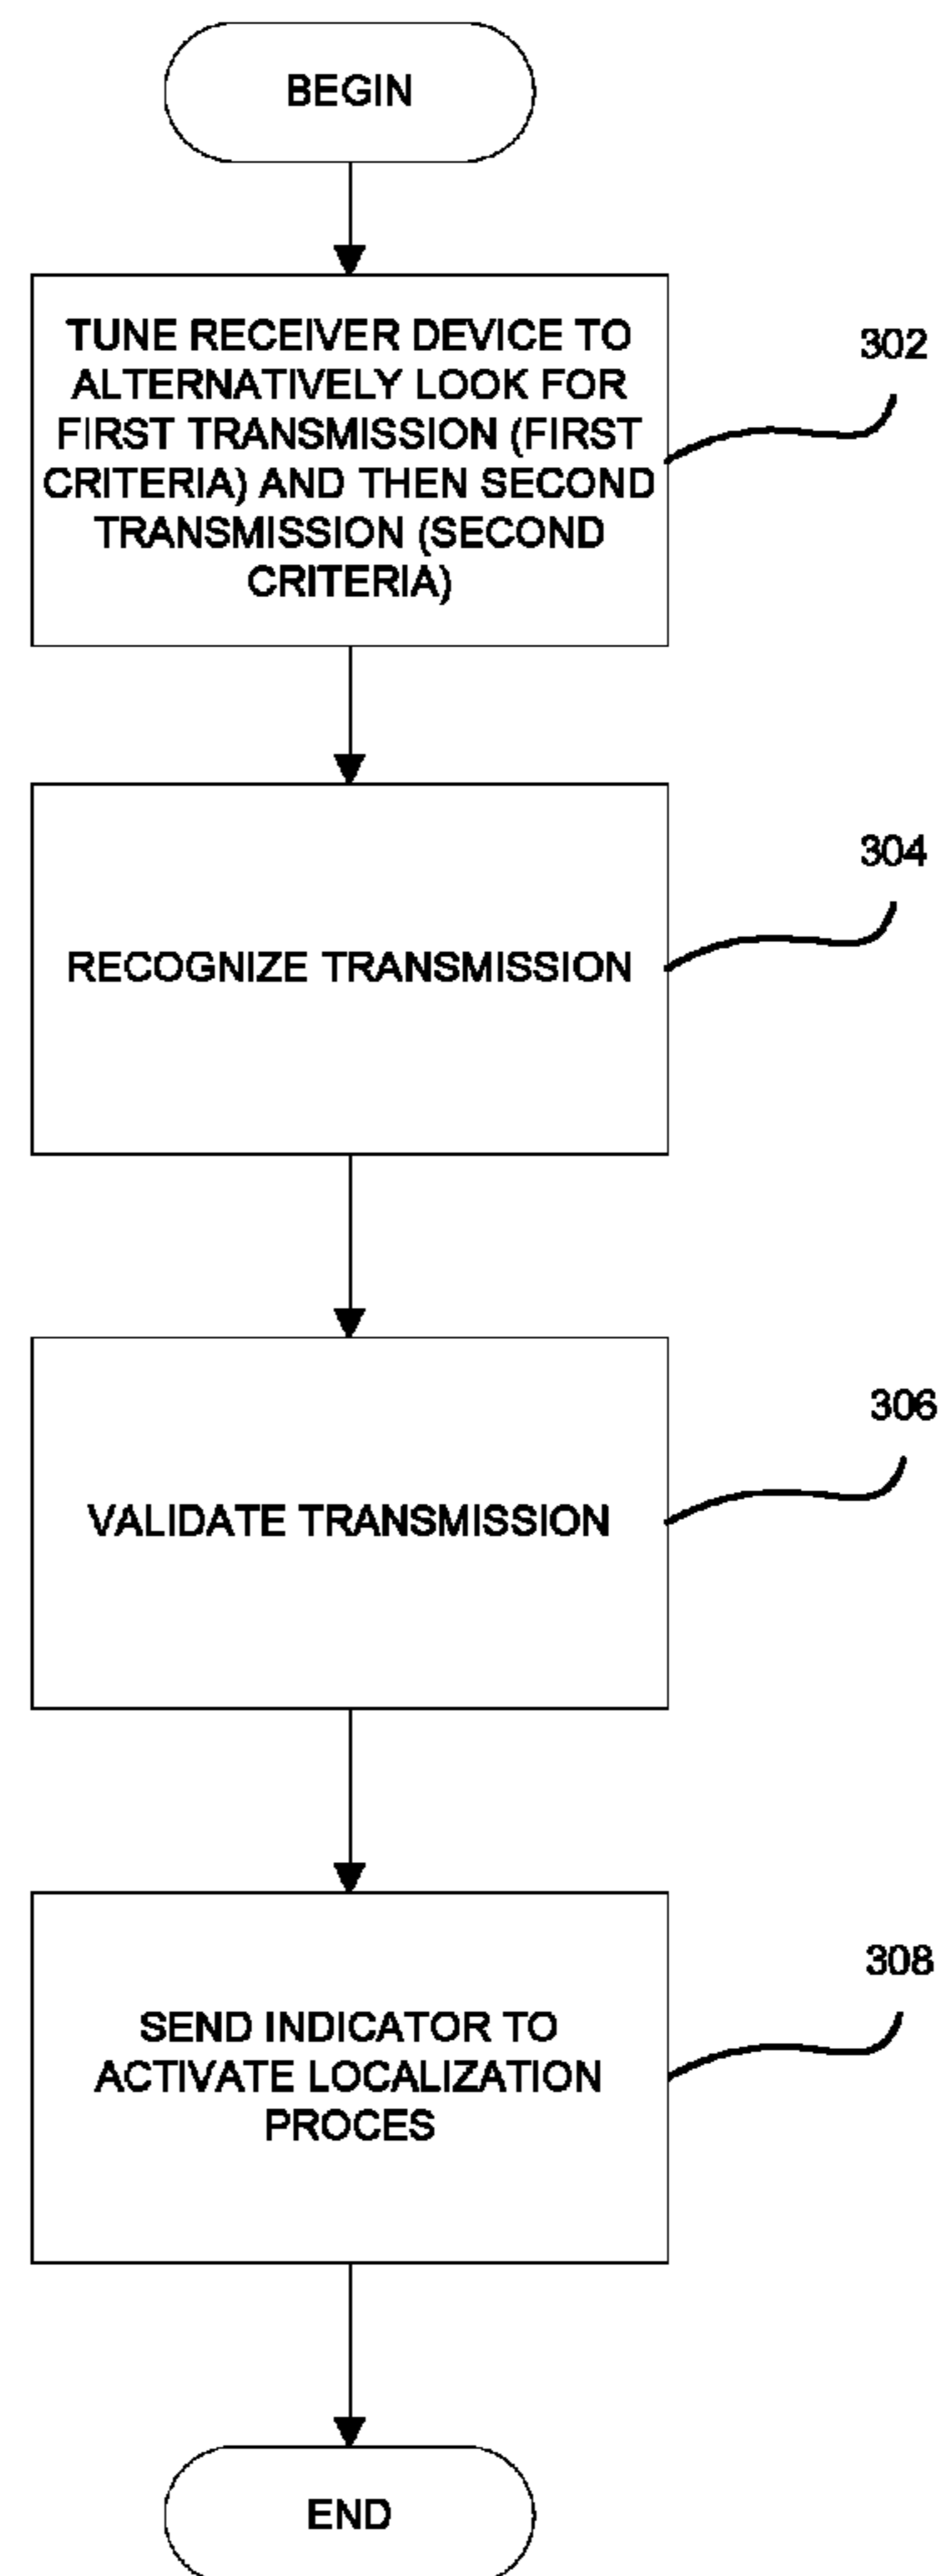 BEGIN
TUNE RECEIVER DEVICE TO
ALTERNATIVELY LOOK FOR
FIRST TRANSMISSION (FIRST
CRITERIA) AND THEN SECOND
TRANSMISSION (SECOND
CRITERIA)
302
RECOGNIZE TRANSMISSION
304
VALIDATE TRANSMISSION
306
SEND INDICATOR TO
ACTIVATE LOCALIZATION
PROCES
308
END